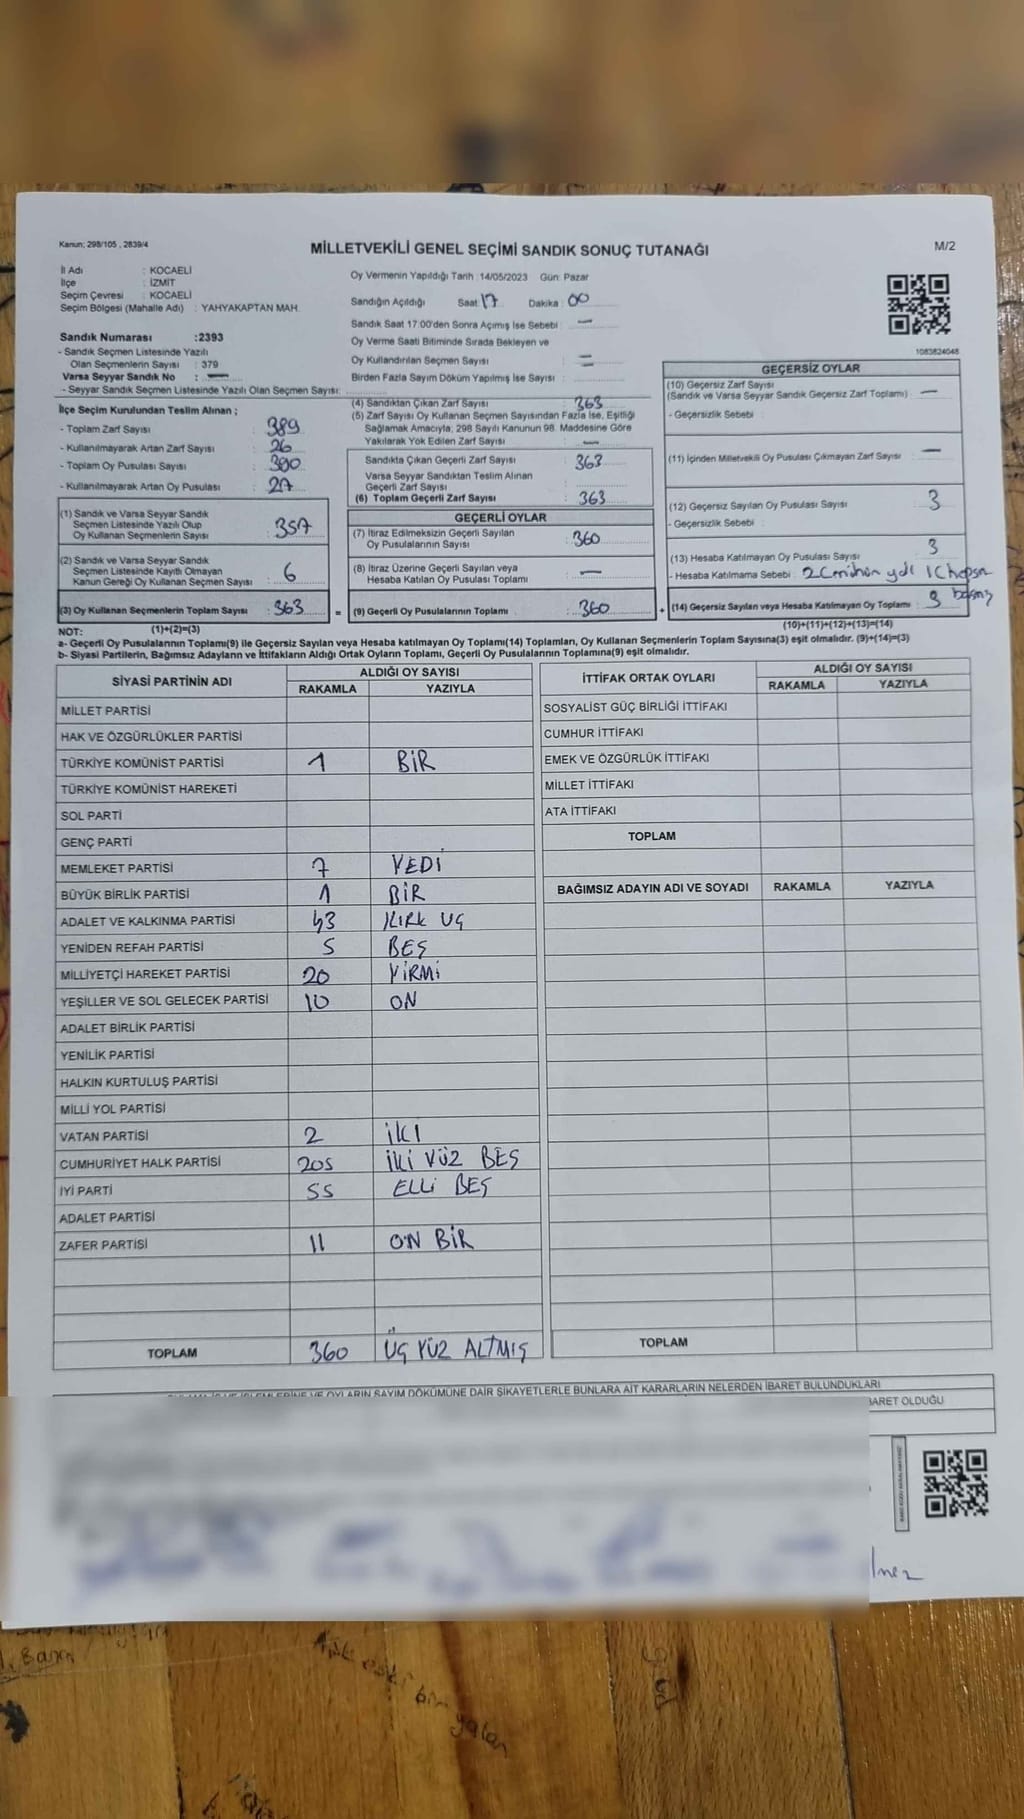 Kanun; 298/105 , 2839/4
MİLLETVEKİLİ GENEL SEÇİMİ SANDIK SONUÇ TUTANAĞI
M/2
İl Adı : KOCAELİ
İlçe : İZMİT
Seçim Çevresi : KOCAELİ
Seçim Bölgesi (Mahalle Adı) : YAHYAKAPTAN MAH.
Sandık Numarası :2393
- Sandık Seçmen Listesinde Yazılı
Olan Seçmenlerin Sayısı : 379
Varsa Seyyar Sandık No : —
- Seyyar Sandık Seçmen Listesinde Yazılı Olan Seçmen Sayısı:
Oy Vermenin Yapıldığı Tarih :14/05/2023 Gün: Pazar
Sandığın Açıldığı Saat 17 Dakika : 00
Sandık Saat 17:00'den Sonra Açımış İse Sebebi : —
Oy Verme Saati Bitiminde Sırada Bekleyen ve
Oy Kullandırılan Seçmen Sayısı : —
Birden Fazla Sayım Döküm Yapılmış İse Sayısı : —
1083824048
İlçe Seçim Kurulundan Teslim Alınan ;
- Toplam Zarf Sayısı : 389
- Kullanılmayarak Artan Zarf Sayısı : 26
- Toplam Oy Pusulası Sayısı : 390
- Kullanılmayarak Artan Oy Pusulası : 27
(1) Sandık ve Varsa Seyyar Sandık
Seçmen Listesinde Yazılı Olup
Oy Kullanan Seçmenlerin Sayısı : 357
(2) Sandık ve Varsa Seyyar Sandık
Seçmen Listesinde Kayıtlı Olmayan
Kanun Gereği Oy Kullanan Seçmen Sayısı : 6
(3) Oy Kullanan Seçmenlerin Toplam Sayısı : 363
(4) Sandıktan Çıkan Zarf Sayısı : 363
(5) Zarf Sayısı Oy Kullanan Seçmen Sayısından Fazla İse, Eşitliği
Sağlamak Amacıyla; 298 Sayılı Kanunun 98. Maddesine Göre
Yakılarak Yok Edilen Zarf Sayısı : —
Sandıkta Çıkan Geçerli Zarf Sayısı : 363
Varsa Seyyar Sandıktan Teslim Alınan
Geçerli Zarf Sayısı :
(6) Toplam Geçerli Zarf Sayısı : 363
GEÇERLİ OYLAR
(7) İtiraz Edilmeksizin Geçerli Sayılan
Oy Pusulalarının Sayısı : 360
(8) İtiraz Üzerine Geçerli Sayılan veya
Hesaba Katılan Oy Pusulası Toplamı : —
= (9) Geçerli Oy Pusulalarının Toplamı : 360
GEÇERSİZ OYLAR
(10) Geçersiz Zarf Sayısı
(Sandık ve Varsa Seyyar Sandık Geçersiz Zarf Toplamı) : —
- Geçersizlik Sebebi :
(11) İçinden Milletvekili Oy Pusulası Çıkmayan Zarf Sayısı : —
(12) Geçersiz Sayılan Oy Pusulası Sayısı : 3
- Geçersizlik Sebebi :
(13) Hesaba Katılmayan Oy Pusulası Sayısı : 3
- Hesaba Katılmama Sebebi :
+ (14) Geçersiz Sayılan veya Hesaba Katılmayan Oy Toplamı : 3
NOT: (1)+(2)=(3) (10)+(11)+(12)+(13)=(14)
a- Geçerli Oy Pusulalarının Toplamı(9) ile Geçersiz Sayılan veya Hesaba katılmayan Oy Toplamı(14) Toplamları, Oy Kullanan Seçmenlerin Toplam Sayısına(3) eşit olmalıdır. (9)+(14)=(3)
b- Siyasi Partilerin, Bağımsız Adayların ve İttifakların Aldığı Ortak Oyların Toplamı, Geçerli Oy Pusulalarının Toplamına(9) eşit olmalıdır.
SİYASİ PARTİNİN ADI ALDIĞI OY SAYISI
RAKAMLA YAZIYLA
MİLLET PARTİSİ
HAK VE ÖZGÜRLÜKLER PARTİSİ
TÜRKİYE KOMÜNİST PARTİSİ 1 BİR
TÜRKİYE KOMÜNİST HAREKETİ
SOL PARTİ
GENÇ PARTİ
MEMLEKET PARTİSİ 7 YEDİ
BÜYÜK BİRLİK PARTİSİ 1 BİR
ADALET VE KALKINMA PARTİSİ 43 KIRK ÜÇ
YENİDEN REFAH PARTİSİ 5 BEŞ
MİLLİYETÇİ HAREKET PARTİSİ 20 YİRMİ
YEŞİLLER VE SOL GELECEK PARTİSİ 10 ON
ADALET BİRLİK PARTİSİ
YENİLİK PARTİSİ
HALKIN KURTULUŞ PARTİSİ
MİLLİ YOL PARTİSİ
VATAN PARTİSİ 2 İKİ
CUMHURİYET HALK PARTİSİ 205 İKİ YÜZ BEŞ
İYİ PARTİ 55 ELLİ BEŞ
ADALET PARTİSİ
ZAFER PARTİSİ 11 ON BİR
TOPLAM 360 ÜÇ YÜZ ALTMIŞ
İTTİFAK ORTAK OYLARI ALDIĞI OY SAYISI
RAKAMLA YAZIYLA
SOSYALİST GÜÇ BİRLİĞİ İTTİFAKI
CUMHUR İTTİFAKI
EMEK VE ÖZGÜRLÜK İTTİFAKI
MİLLET İTTİFAKI
ATA İTTİFAKI
TOPLAM
BAĞIMSIZ ADAYIN ADI VE SOYADI RAKAMLA YAZIYLA
TOPLAM
OYLARIN SAYIM DÖKÜMÜNE DAİR ŞİKAYETLERLE BUNLARA AİT KARARLARIN NELERDEN İBARET BULUNDUKLARI
BARET OLDUĞU